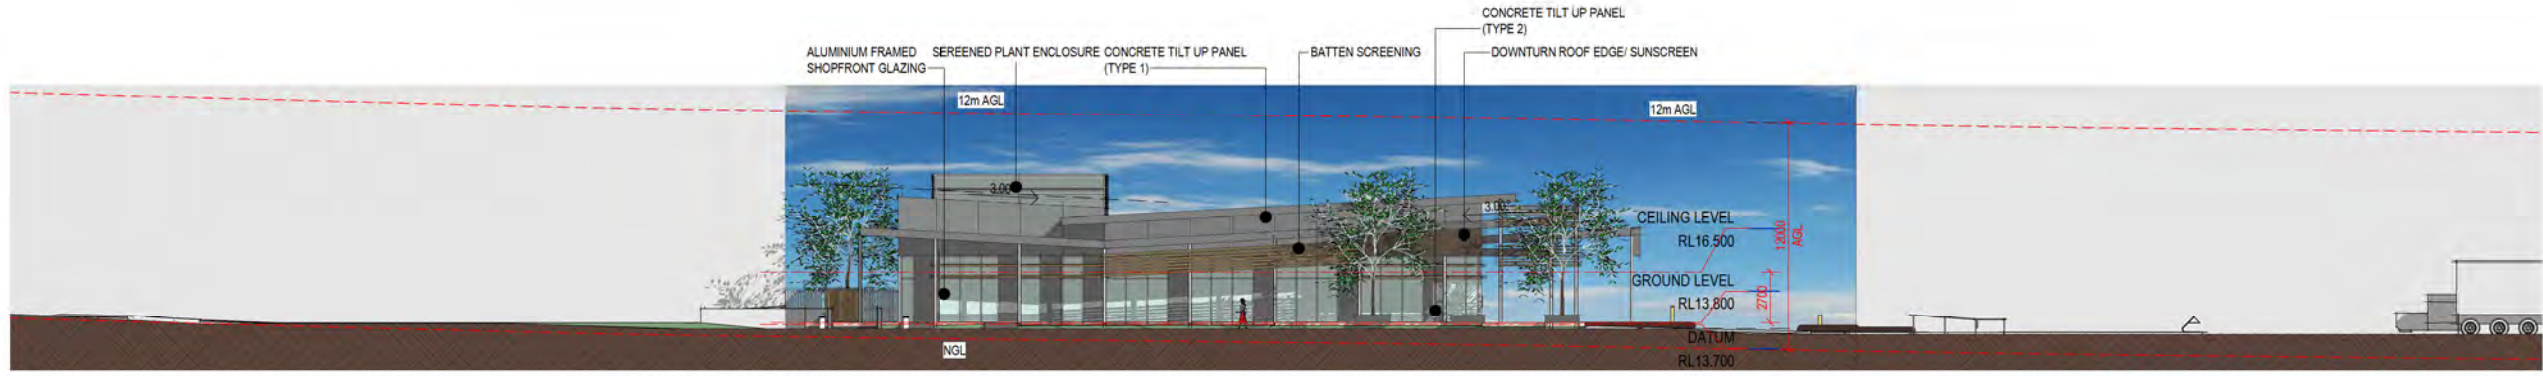 CONCRETE TILT UP PANEL
(TYPE 2)
ALUMINIUM FRAMED
SHOPFRONT GLAZING
SEREENED PLANT ENCLOSURE
CONCRETE TILT UP PANEL
(TYPE 1)
BATTEN SCREENING
DOWNTURN ROOF EDGE/ SUNSCREEN
12m AGL
12m AGL
3.00
3.00
CEILING LEVEL
RL16.500
12000
AGL
GROUND LEVEL
RL13.800
2700
DATUM
RL13.700
NGL